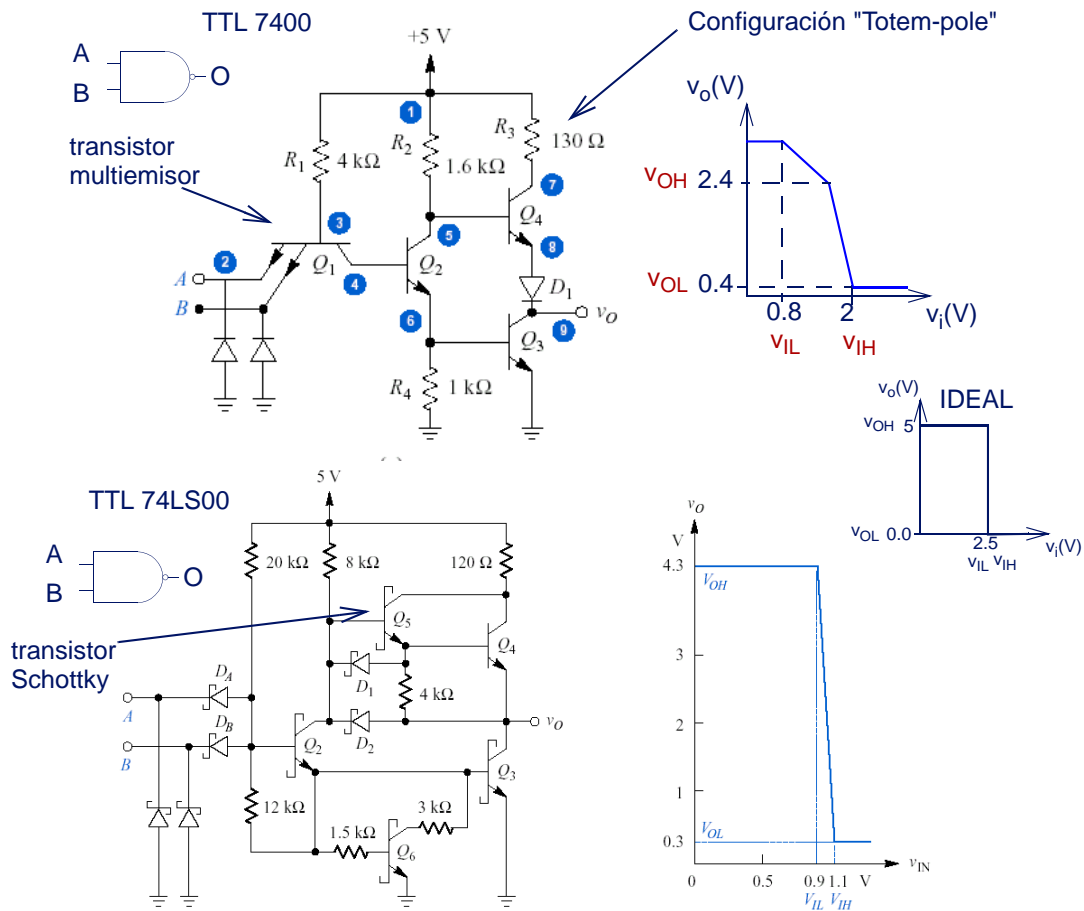 TTL 7400
Configuración "Totem-pole"
A
B
O
+5 V
1
R1
4 kΩ
R2
1.6 kΩ
R3
130 Ω
transistor
multiemisor
3
2
A
B
Q1
4
Q2
5
7
Q4
8
D1
9
vO
6
Q3
R4
1 kΩ
vo(V)
vOH 2.4
vOL 0.4
0.8
2
vi(V)
vIL
vIH
IDEAL
vo(V)
vOH 5
vOL 0.0
2.5
vi(V)
vIL vIH
TTL 74LS00
A
B
O
5 V
20 kΩ
8 kΩ
120 Ω
transistor
Schottky
Q5
Q4
D1
4 kΩ
DA
A
DB
B
Q2
D2
vO
Q3
12 kΩ
3 kΩ
1.5 kΩ
Q6
vO
V
4.3
VOH
3
2
1
VOL
0.3
vIN
0
0.5
0.9
1.1
V
VIL
VIH